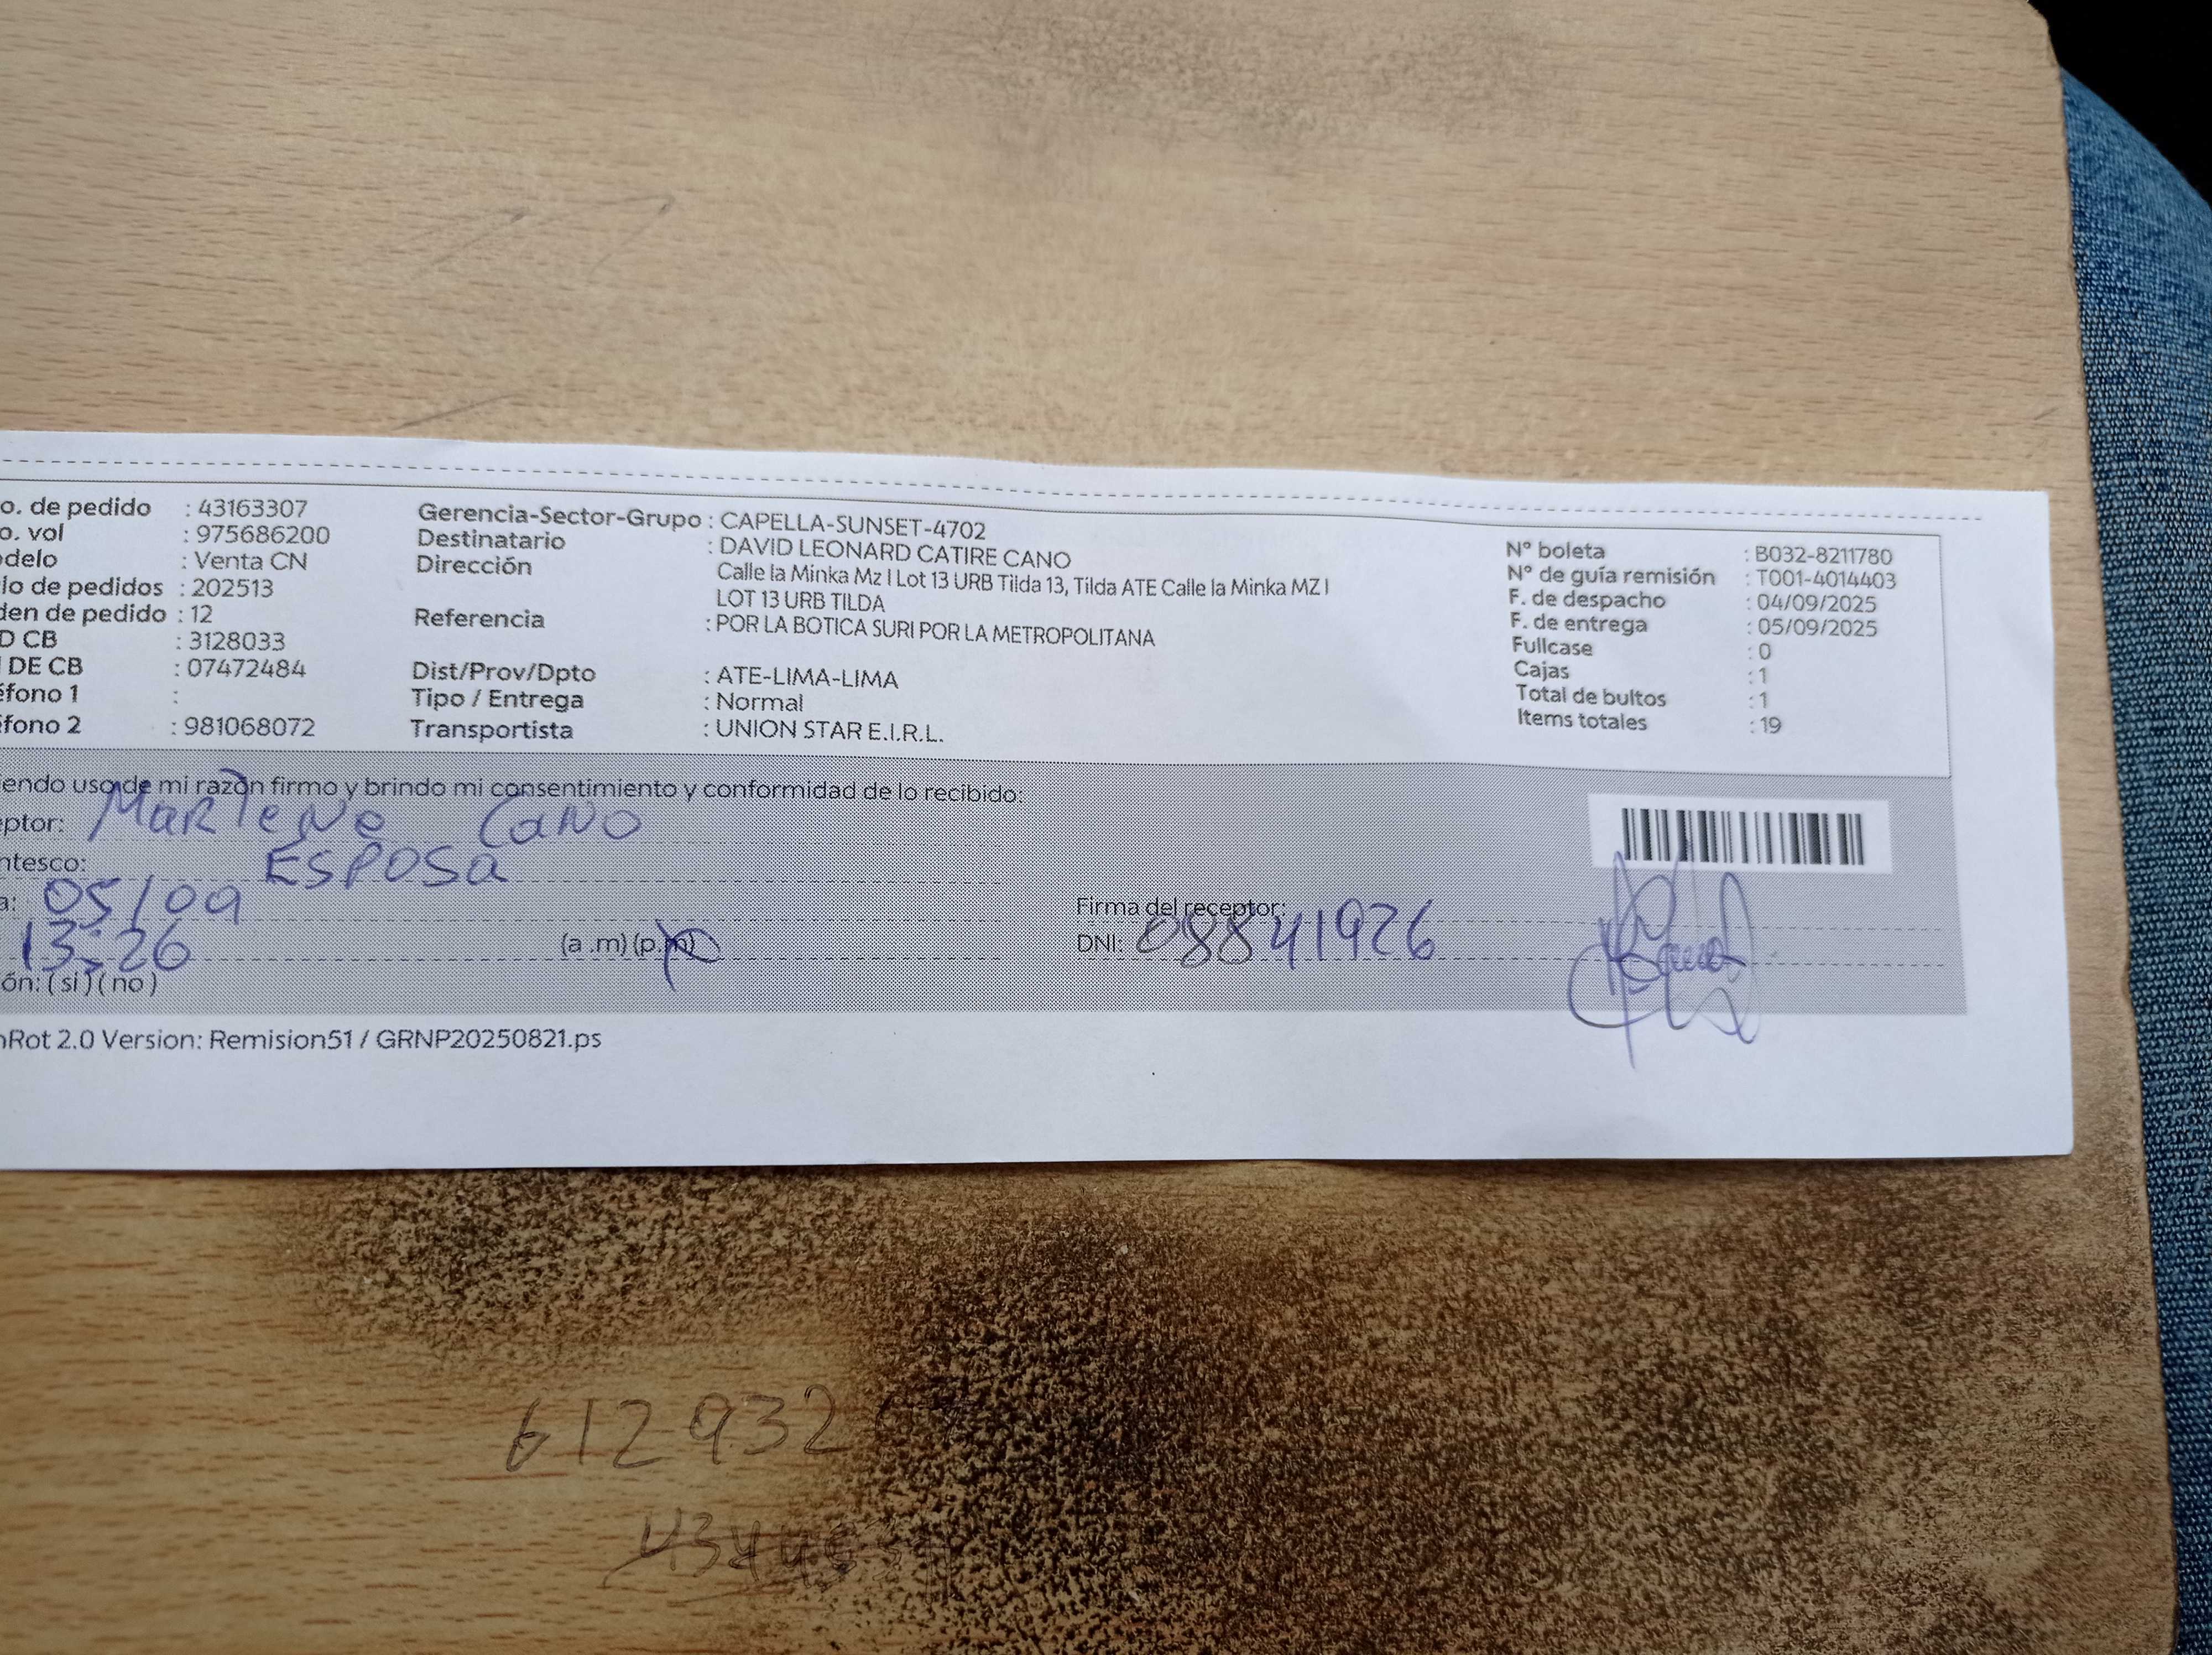 o. de pedido : 43163307
o. vol : 975686200
delo : Venta CN
lo de pedidos : 202513
den de pedido : 12
D CB : 3128033
DE CB : 07472484
éfono 1 :
éfono 2 : 981068072
Gerencia-Sector-Grupo : CAPELLA-SUNSET-4702
Destinatario : DAVID LEONARD CATIRE CANO
Dirección Calle la Minka Mz I Lot 13 URB Tilda 13, Tilda ATE Calle la Minka MZ I
LOT 13 URB TILDA
Referencia : POR LA BOTICA SURI POR LA METROPOLITANA
Dist/Prov/Dpto : ATE-LIMA-LIMA
Tipo / Entrega : Normal
Transportista : UNION STAR E.I.R.L.
N° boleta : B032-8211780
N° de guía remisión : T001-4014403
F. de despacho : 04/09/2025
F. de entrega : 05/09/2025
Fullcase : 0
Cajas : 1
Total de bultos : 1
Items totales : 19
iendo uso de mi razón firmo y brindo mi consentimiento y conformidad de lo recibido:
eptor: Marlene Cano
ntesco: ESPOSA
a: 05/09
13:26 (a .m) (p.m)
ón: ( si ) ( no )
Firma del receptor:
DNI: 08841926
nRot 2.0 Version: Remision51 / GRNP20250821.ps
612932